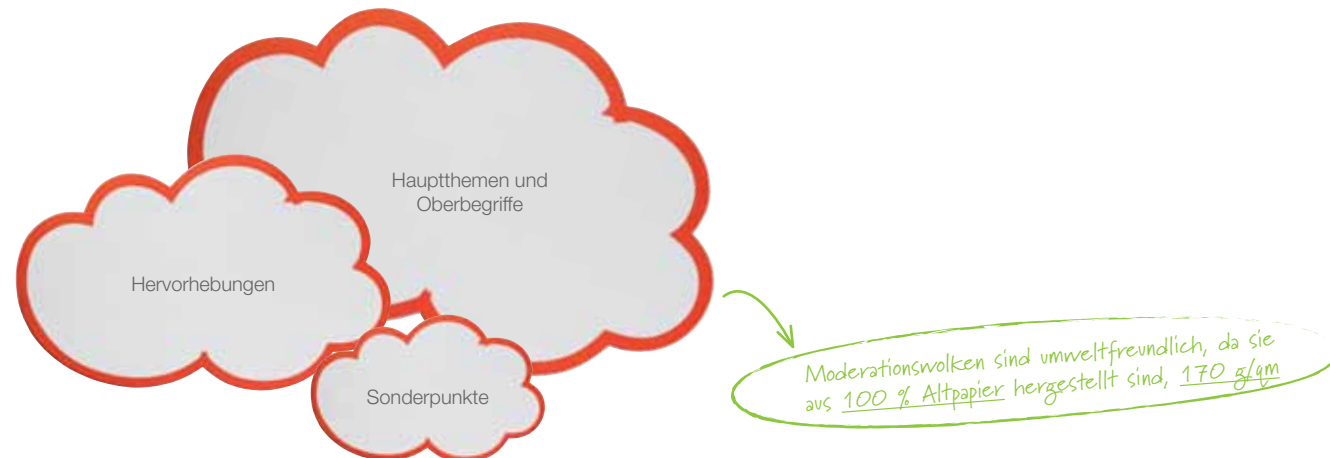 Hauptthemen und
Oberbegriffe
Hervorhebungen
Sonderpunkte
Moderationswolken sind umweltfreundlich, da sie
aus 100 % Altpapier hergestellt sind, 170 g/qm